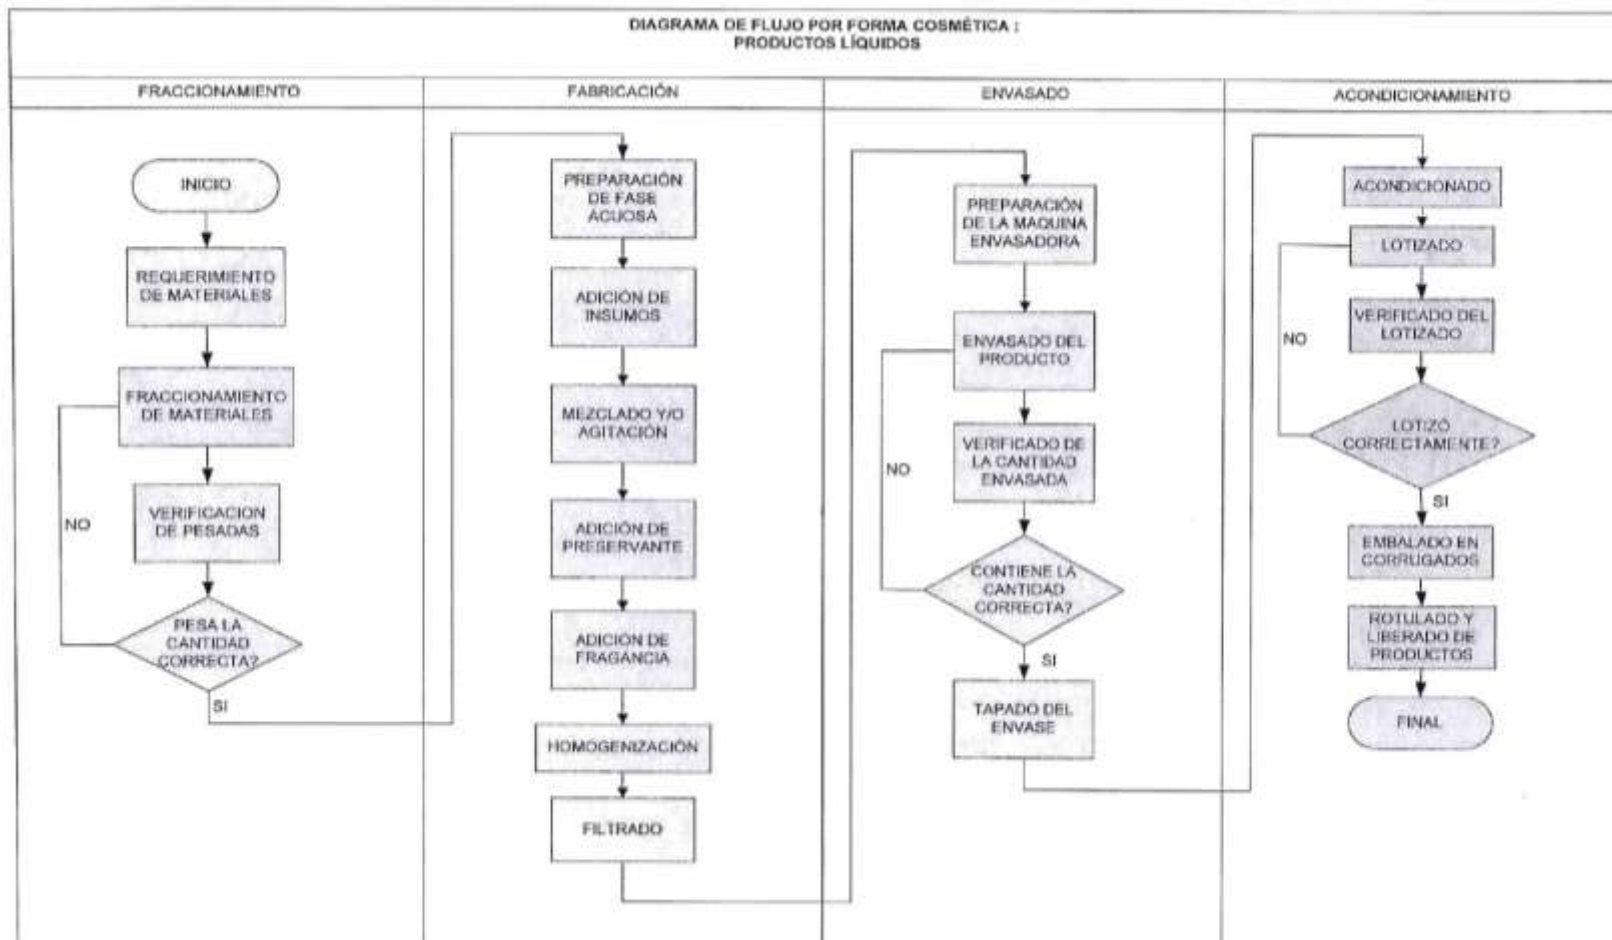 DIAGRAMA DE FLUJO POR FORMA COSMÉTICA :
PRODUCTOS LÍQUIDOS
FRACCIONAMIENTO
FABRICACIÓN
ENVASADO
ACONDICIONAMIENTO
INICIO
REQUERIMIENTO
DE MATERIALES
FRACCIONAMIENTO
DE MATERIALES
VERIFICACION
DE PESADAS
NO
PESA LA
CANTIDAD
CORRECTA?
SI
PREPARACIÓN
DE FASE
ACUOSA
ADICIÓN DE
INSUMOS
MEZCLADO Y/O
AGITACIÓN
ADICIÓN DE
PRESERVANTE
ADICIÓN DE
FRAGANCIA
HOMOGENIZACIÓN
FILTRADO
PREPARACIÓN
DE LA MAQUINA
ENVASADORA
ENVASADO DEL
PRODUCTO
VERIFICADO DE
LA CANTIDAD
ENVASADA
NO
CONTIENE LA
CANTIDAD
CORRECTA?
SI
TAPADO DEL
ENVASE
ACONDICIONADO
LOTIZADO
VERIFICADO DEL
LOTIZADO
NO
LOTIZÓ
CORRECTAMENTE?
SI
EMBALADO EN
CORRUGADOS
ROTULADO Y
LIBERADO DE
PRODUCTOS
FINAL